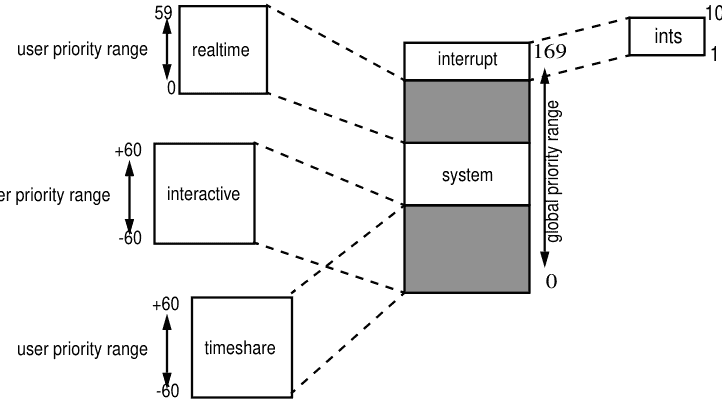 59
user priority range
realtime
0
interrupt
169
10
ints
1
global priority range
+60
er priority range
interactive
-60
system
0
+60
user priority range
timeshare
-60